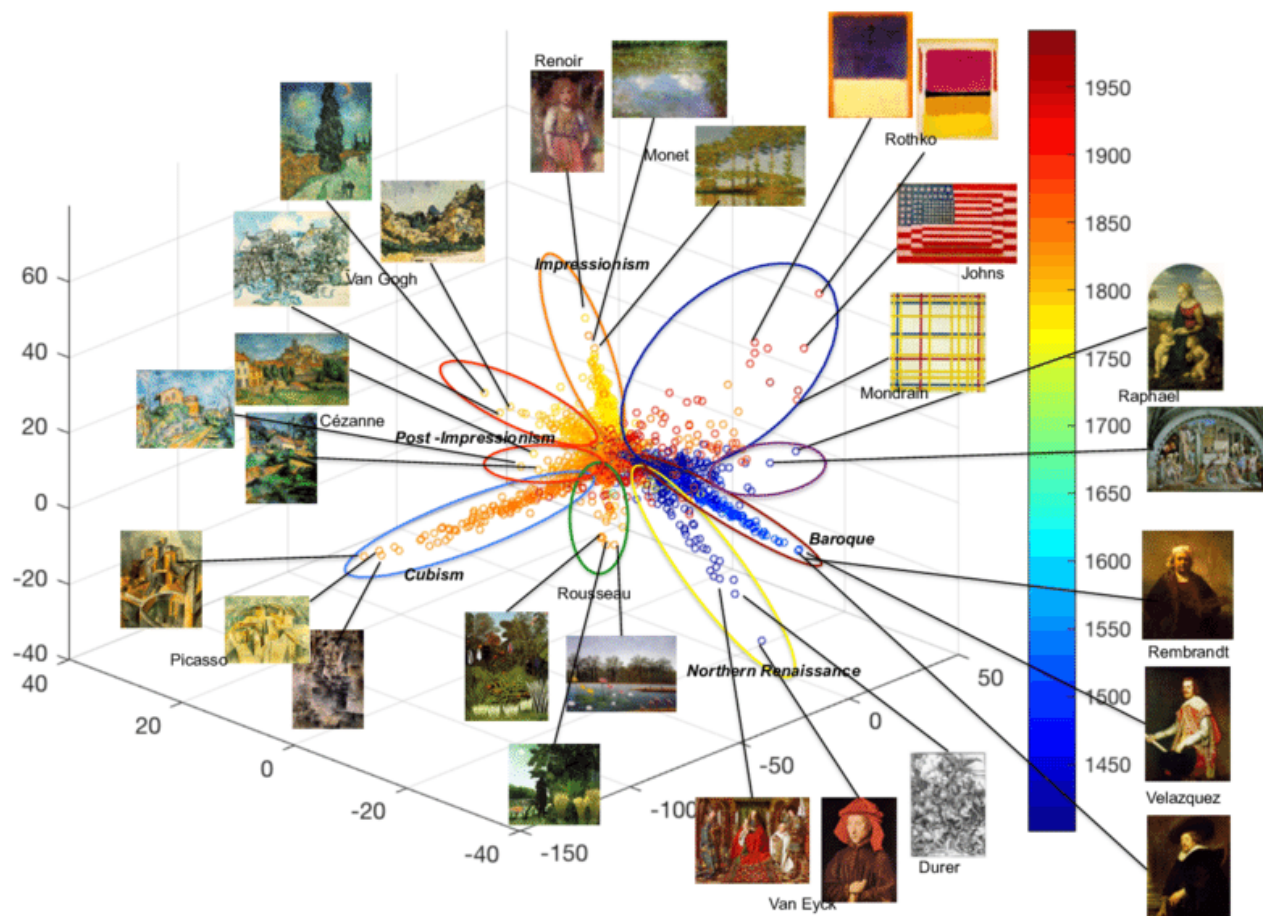 Renoir
Monet
Rothko
Johns
Mondrain
Raphael
Van Gogh
Impressionism
Cézanne
Post -Impressionism
Cubism
Picasso
Rousseau
Baroque
Northern Renaissance
Rembrandt
Velazquez
Durer
Van Eyck
60
40
20
0
-20
-40
40
20
0
-20
-40
-150
-100
-50
0
50
1950
1900
1850
1800
1750
1700
1650
1600
1550
1500
1450